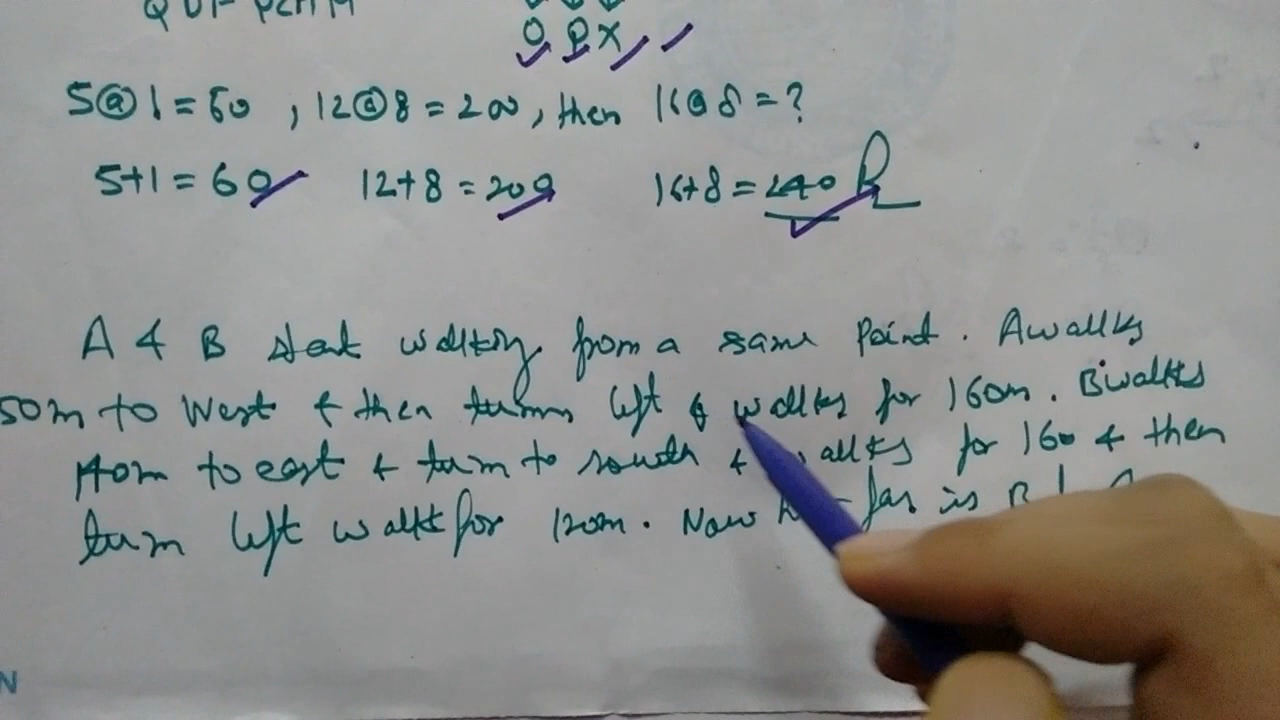 5@1=60 , 12@8 = 200, then 16@8 = ?
5+1 = 60 12+8 = 200 16+8 = 240
A & B start walking from a same point. A walks
50m to west & then turns left & walks for 160m. B walks
40m to east & turn to south & walks for 160 & then
turn left walk for 120m. Now far is B
N